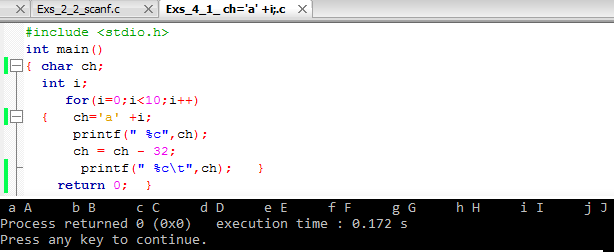 Exs_2_2_scanf.c Exs_4_1_ ch='a' +i;.c
#include <stdio.h>
int main()
{ char ch;
int i;
for(i=0;i<10;i++)
{ ch='a' +i;
printf(" %c",ch);
ch = ch - 32;
printf(" %c\t",ch); }
return 0; }
a A b B c C d D e E f F g G h H i I j J
Process returned 0 (0x0) execution time : 0.172 s
Press any key to continue.